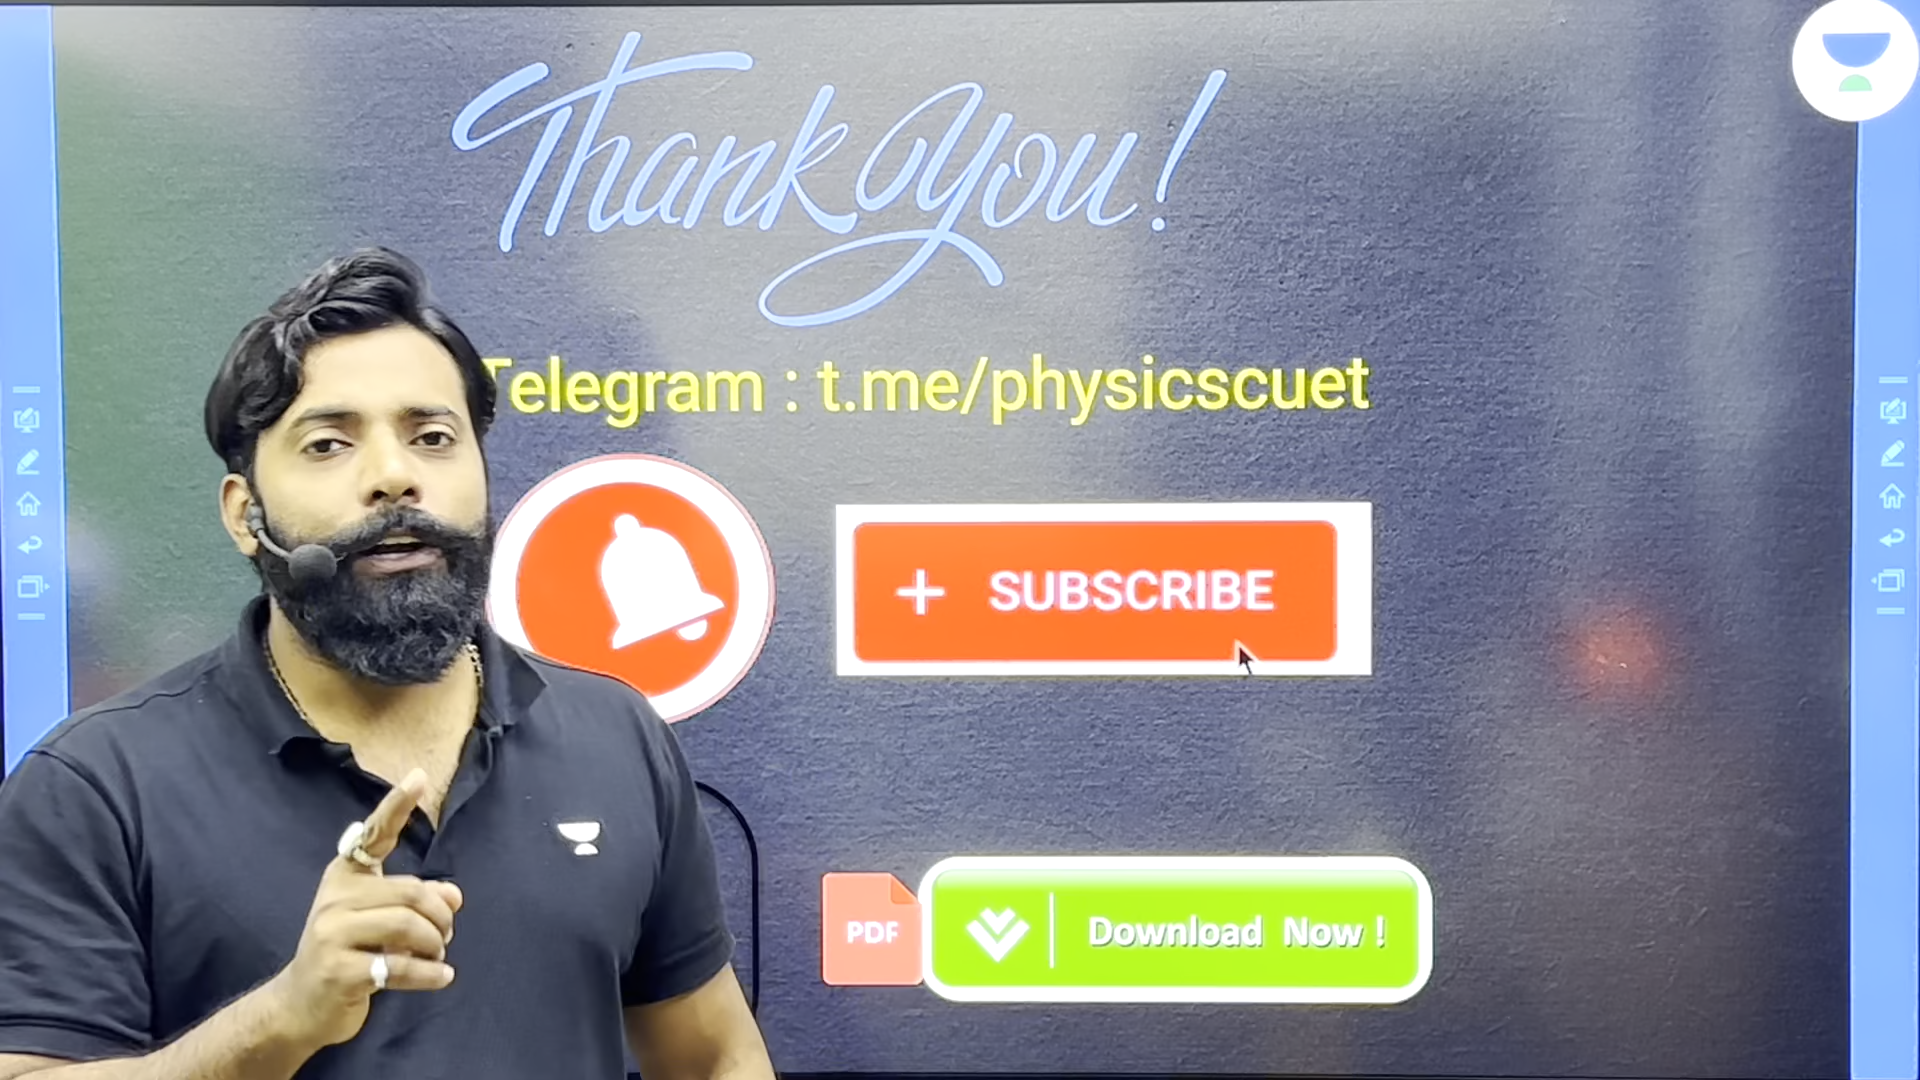 Thank You!
Telegram : t.me/physicscuet
+ SUBSCRIBE
PDF
Download Now !